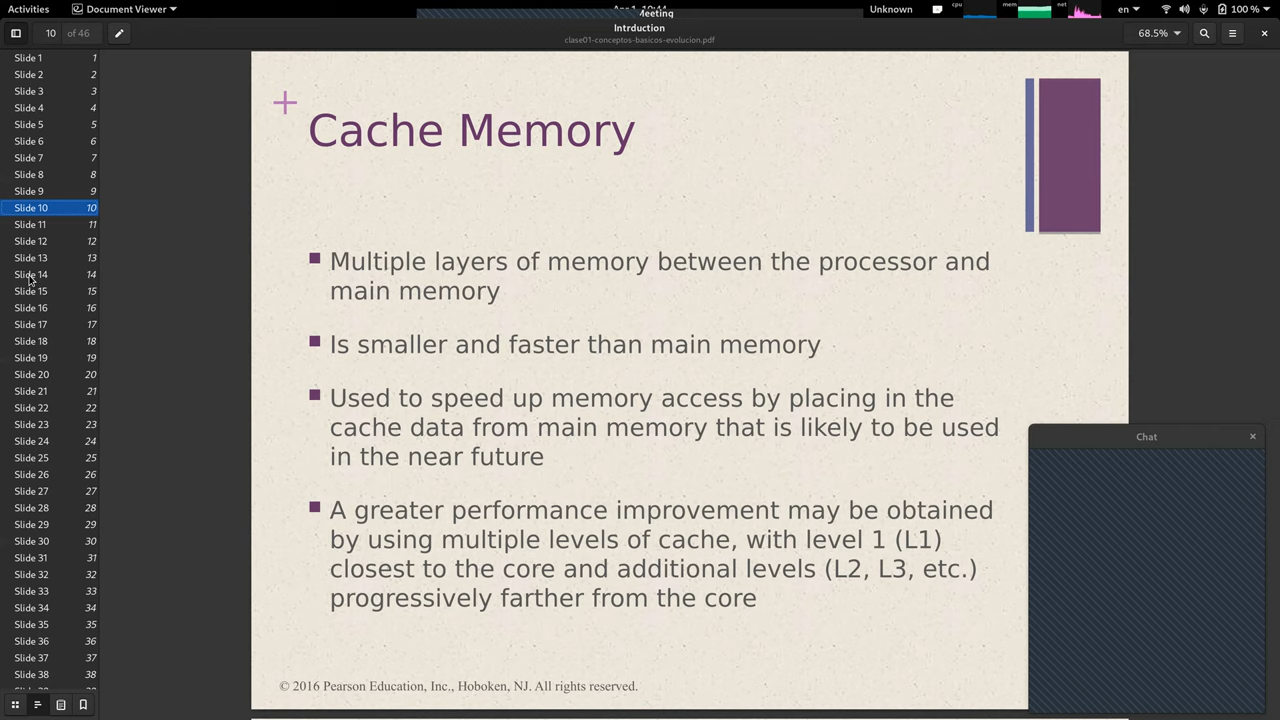 Activities
Document Viewer
Meeting
Unknown
cpu
mem
net
en
100 %
10 of 46
Intrduction
clase01-conceptos-basicos-evolucion.pdf
68.5%
Slide 1 1
Slide 2 2
Slide 3 3
Slide 4 4
Slide 5 5
Slide 6 6
Slide 7 7
Slide 8 8
Slide 9 9
Slide 10 10
Slide 11 11
Slide 12 12
Slide 13 13
Slide 14 14
Slide 15 15
Slide 16 16
Slide 17 17
Slide 18 18
Slide 19 19
Slide 20 20
Slide 21 21
Slide 22 22
Slide 23 23
Slide 24 24
Slide 25 25
Slide 26 26
Slide 27 27
Slide 28 28
Slide 29 29
Slide 30 30
Slide 31 31
Slide 32 32
Slide 33 33
Slide 34 34
Slide 35 35
Slide 36 36
Slide 37 37
Slide 38 38
+
Cache Memory
Multiple layers of memory between the processor and
main memory
Is smaller and faster than main memory
Used to speed up memory access by placing in the
cache data from main memory that is likely to be used
in the near future
A greater performance improvement may be obtained
by using multiple levels of cache, with level 1 (L1)
closest to the core and additional levels (L2, L3, etc.)
progressively farther from the core
© 2016 Pearson Education, Inc., Hoboken, NJ. All rights reserved.
Chat